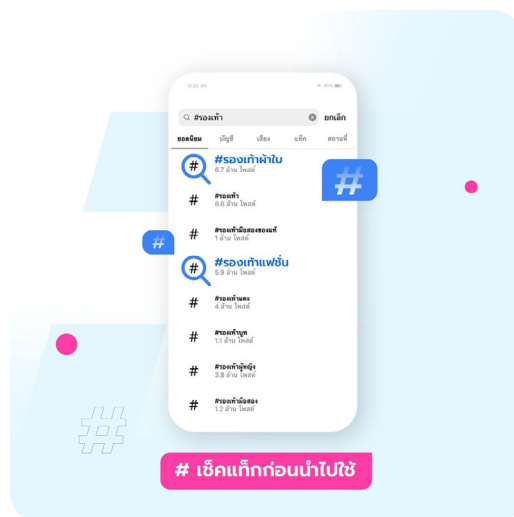 #รองเท้า
ยกเลิก
ยอดนิยม บัญชี เสียง แท็ก สถานที่
#รองเท้าผ้าใบ
6.7 ล้าน โพสต์
#รองเท้า
8.8 ล้าน โพสต์
#รองเท้ามือสองของแท้
1 ล้าน โพสต์
#รองเท้าแฟชั่น
5.9 ล้าน โพสต์
#รองเท้าแตะ
4 ล้าน โพสต์
#รองเท้าบูท
1.1 ล้าน โพสต์
#รองเท้าผู้หญิง
3.8 ล้าน โพสต์
#รองเท้ามือสอง
1.2 ล้าน โพสต์
# เช็คแท็กก่อนนำไปใช้